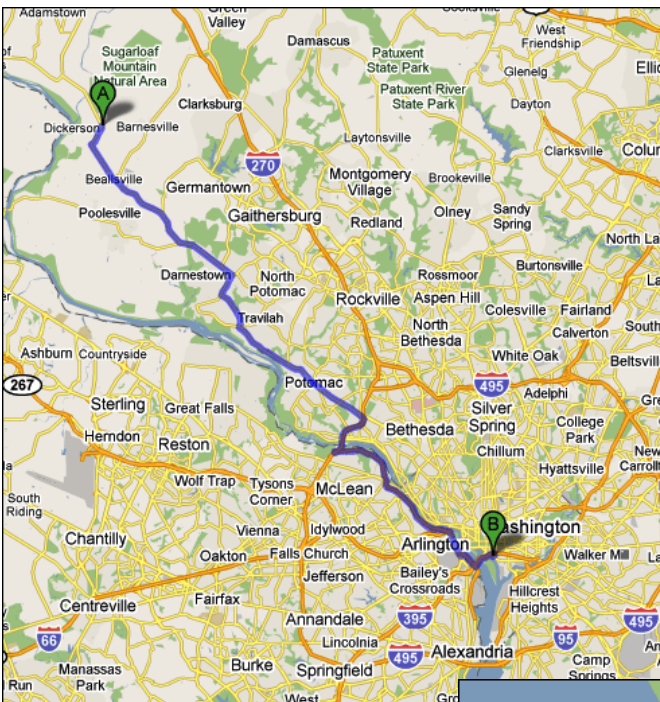 Adamstown
Green
Valley
Damascus
West
Friendship
Sugarloaf
Mountain
Natural Area
Patuxent
State Park
Glenelg
Patuxent River
State Park
Dayton
A
Clarksburg
Dickerson
Barnesville
Laytonsville
Clarksville
Colu
270
Montgomery
Village
Brookeville
Beallsville
Germantown
Poolesville
Gaithersburg
Redland
Olney
Sandy
Spring
North La
Burtonsville
Darnestown
North
Potomac
Rossmoor
Rockville
Aspen Hill
Colesville
Fairland
Travilah
North
Bethesda
Calverton
South
Ashburn
Countryside
White Oak
Beltsvil
267
Potomac
495
Adelphi
Sterling
Great Falls
Silver
Spring
College
Park
Bethesda
Herndon
Reston
Chillum
Hyattsville
New
Carroll
Wolf Trap
Tysons
Corner
McLean
South
Riding
B
ashington
Chantilly
Vienna
Idylwood
Arlington
Oakton
Falls Church
Walker Mill
Jefferson
Bailey's
Crossroads
Hillcrest
Heights
Centreville
Fairfax
Annandale
395
495
66
Lincolnia
495
Alexandria
95
Manassas
Park
Burke
Springfield
Camp
Springs
l Run
West
Gro